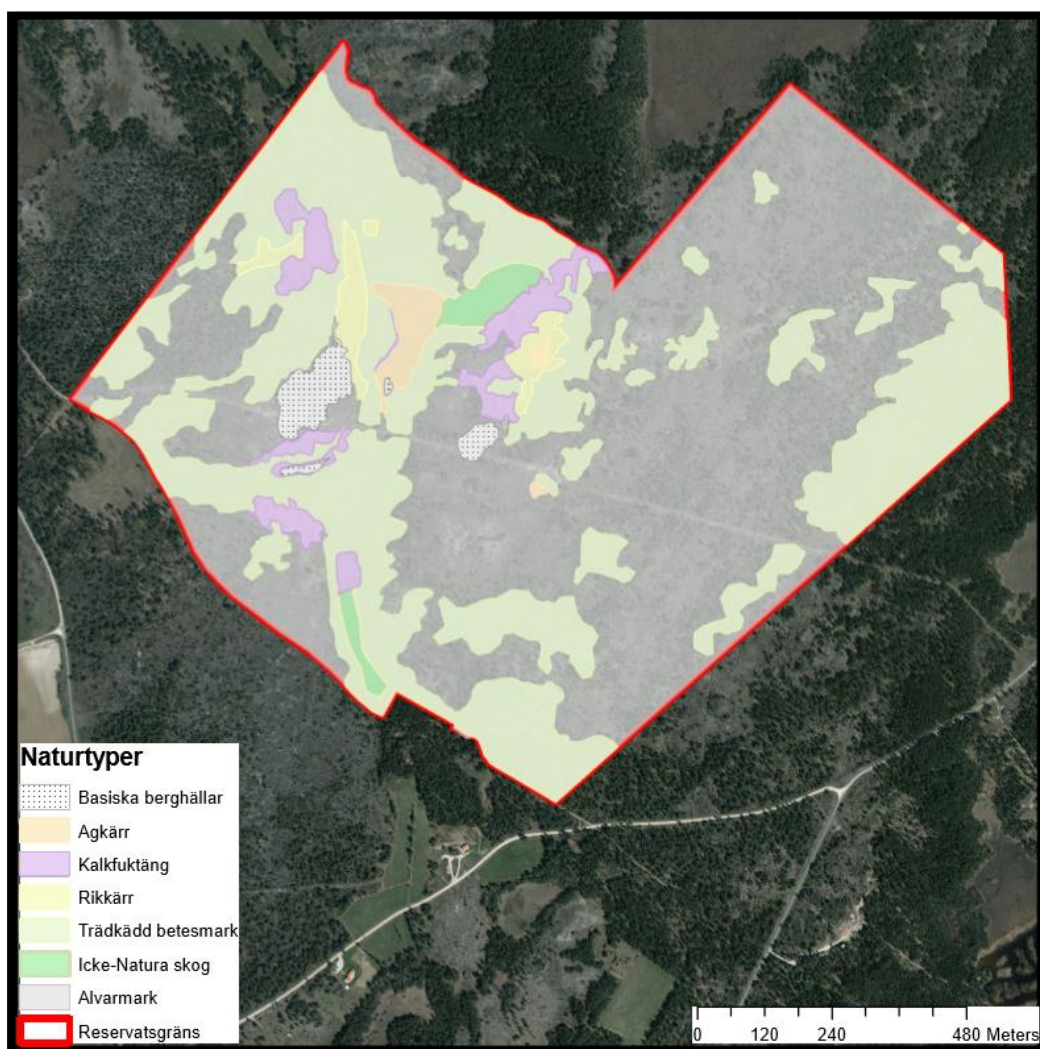 Naturtyper
Basiska berghällar
Agkärr
Kalkfuktäng
Rikkärr
Trädkädd betesmark
Icke-Natura skog
Alvarmark
Reservatsgräns
0 120 240 480 Meters